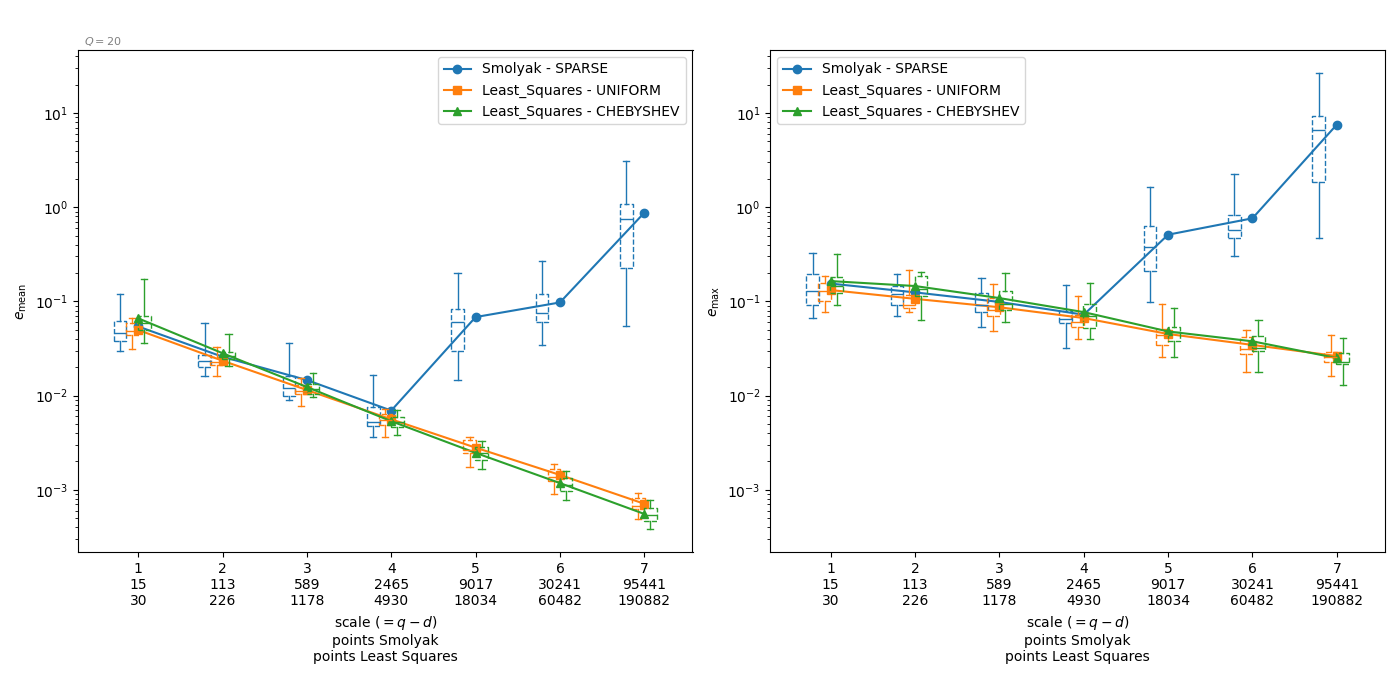 Q = 20
Smolyak - SPARSE
Least_Squares - UNIFORM
Least_Squares - CHEBYSHEV
10¹
10⁰
10⁻¹
10⁻²
10⁻³
e_mean
1 2 3 4 5 6 7
15 113 589 2465 9017 30241 95441
30 226 1178 4930 18034 60482 190882
scale (= q − d)
points Smolyak
points Least Squares
Smolyak - SPARSE
Least_Squares - UNIFORM
Least_Squares - CHEBYSHEV
10¹
10⁰
10⁻¹
10⁻²
10⁻³
e_max
1 2 3 4 5 6 7
15 113 589 2465 9017 30241 95441
30 226 1178 4930 18034 60482 190882
scale (= q − d)
points Smolyak
points Least Squares